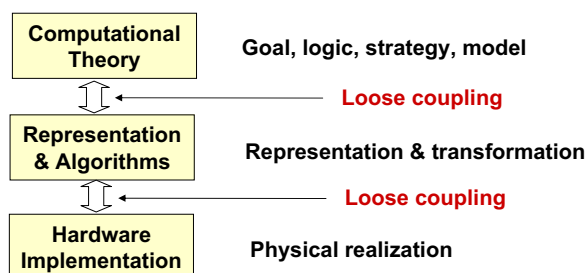 Computational
Theory
Goal, logic, strategy, model
Loose coupling
Representation
& Algorithms
Representation & transformation
Loose coupling
Hardware
Implementation
Physical realization